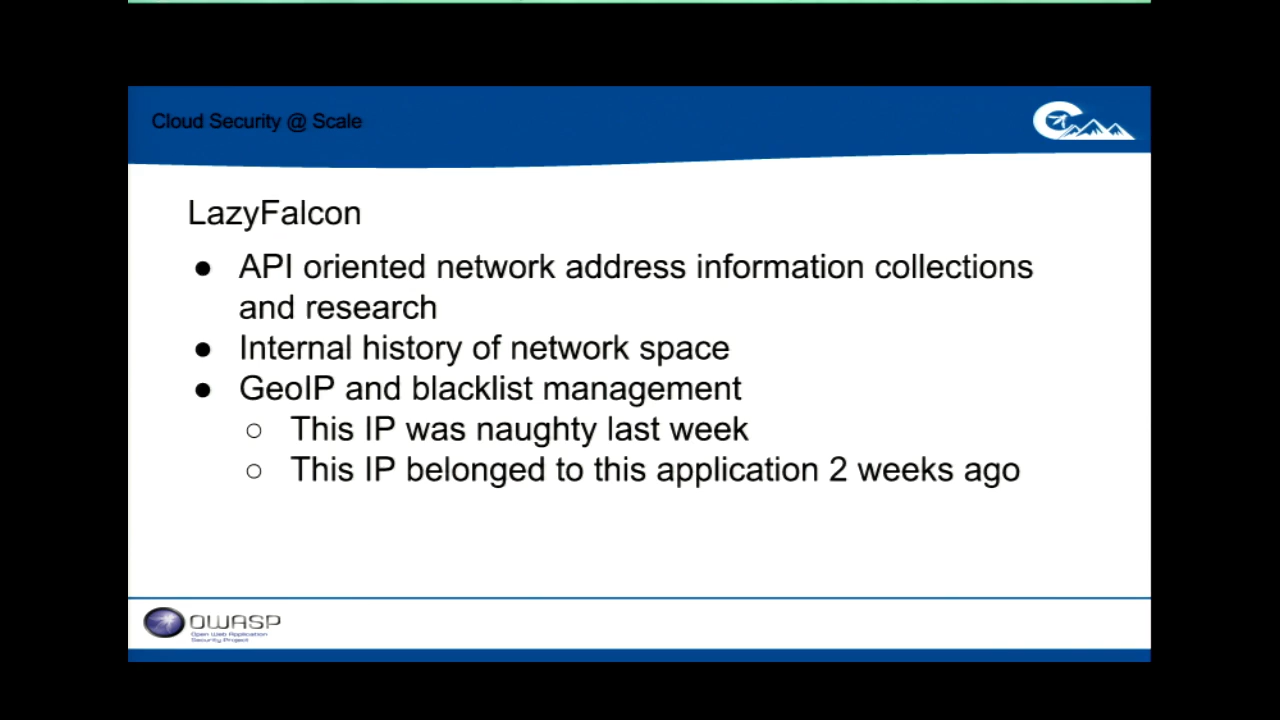 Cloud Security @ Scale
LazyFalcon
● API oriented network address information collections
and research
● Internal history of network space
● GeoIP and blacklist management
○ This IP was naughty last week
○ This IP belonged to this application 2 weeks ago
OWASP
Open Web Application
Security Project